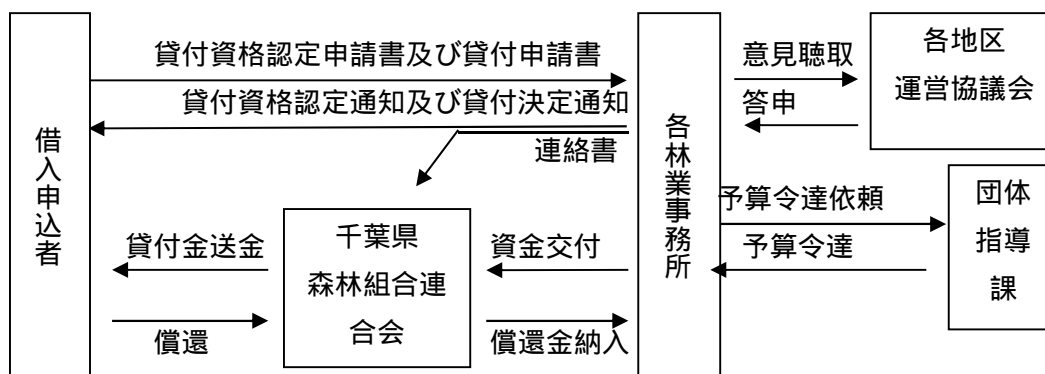 借入申込者
貸付資格認定申請書及び貸付申請書
貸付資格認定通知及び貸付決定通知
連絡書
貸付金送金
償還
千葉県
森林組合連
合会
資金交付
償還金納入
各林業事務所
意見聴取
答申
各地区
運営協議会
予算令達依頼
予算令達
団体
指導
課